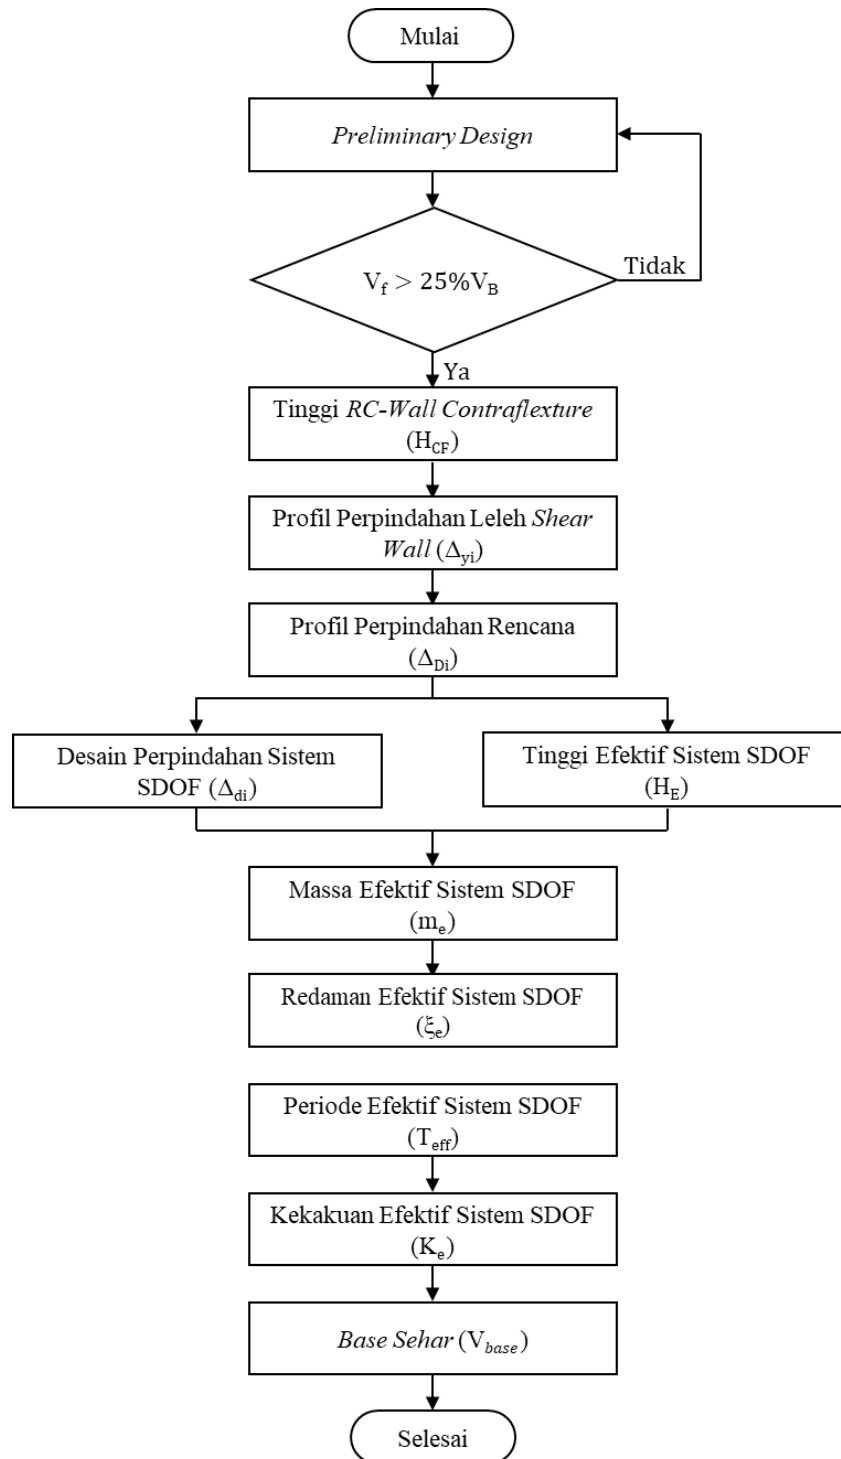 Mulai
Preliminary Design
V_f > 25%V_B
Tidak
Ya
Tinggi RC-Wall Contraflexture
(H_CF)
Profil Perpindahan Leleh Shear
Wall (Δ_yi)
Profil Perpindahan Rencana
(Δ_Di)
Desain Perpindahan Sistem
SDOF (Δ_di)
Tinggi Efektif Sistem SDOF
(H_E)
Massa Efektif Sistem SDOF
(m_e)
Redaman Efektif Sistem SDOF
(ξ_e)
Periode Efektif Sistem SDOF
(T_eff)
Kekakuan Efektif Sistem SDOF
(K_e)
Base Sehar (V_base)
Selesai